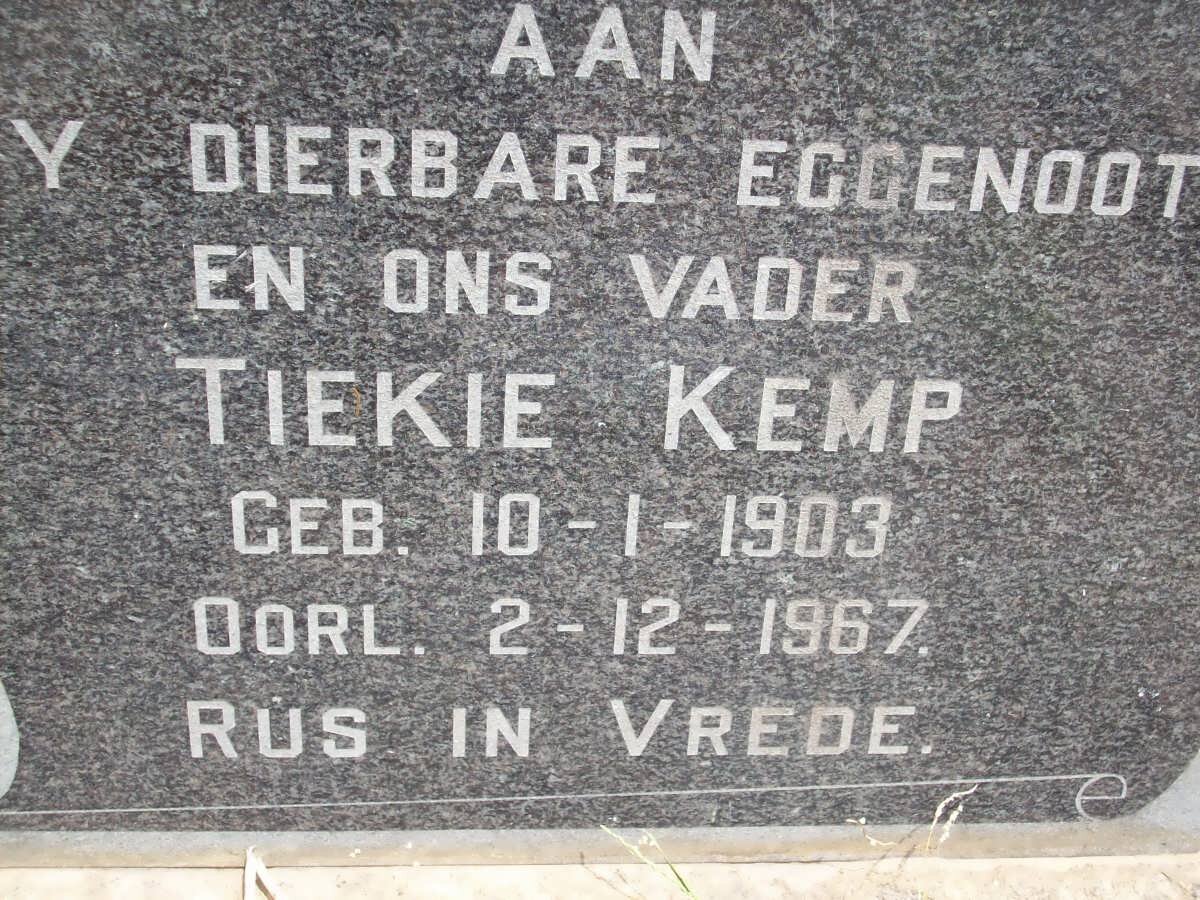 AAN
Y DIERBARE EGGENOOT
EN ONS VADER
TIEKIE KEMP
GEB. 10-1-1903
OORL. 2-12-1967.
RUS IN VREDE.